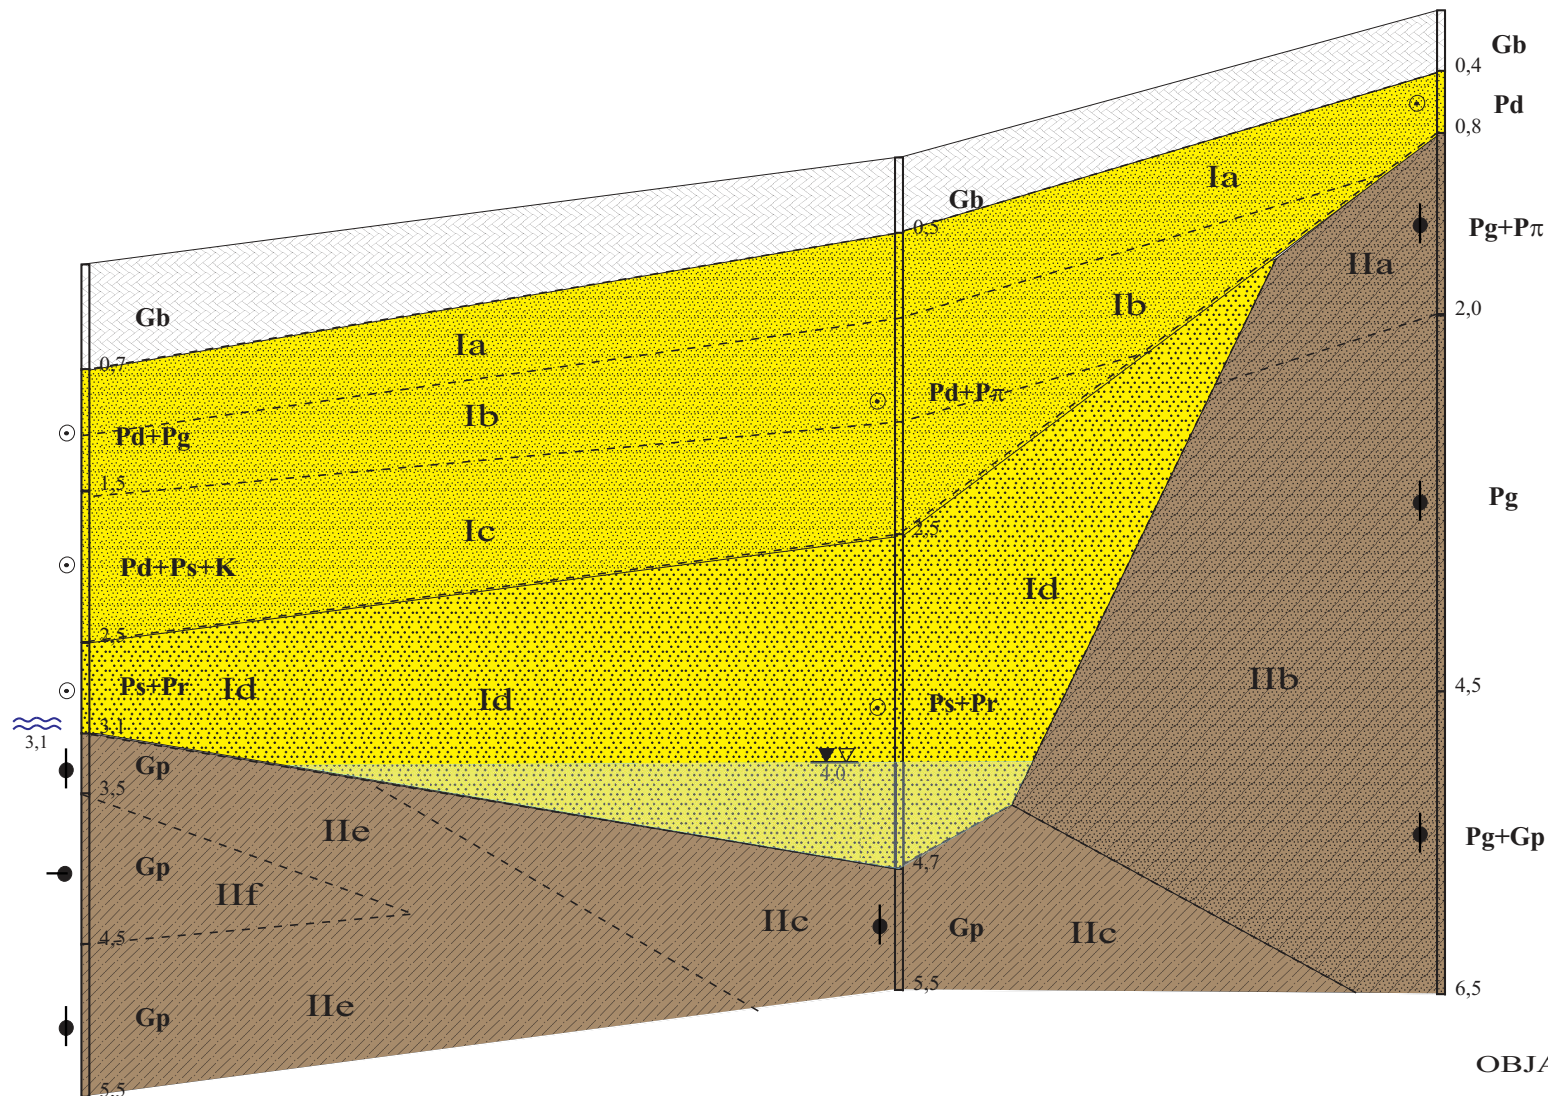 Gb
0,4
Pd
0,8
Ia
Gb
0,5
Pg+Pπ
IIa
Ib
2,0
Gb
Ia
0,7
Pd+Pπ
Ib
Pd+Pg
1,5
Pg
Ic
2,5
Pd+Ps+K
Id
2,5
IIb
Ps+Pr
Id
Id
4,5
Ps+Pr
3,1
3,1
Gp
4,0
3,5
IIe
Pg+Gp
Gp
4,7
IIf
IIc
Gp
IIc
4,5
5,5
6,5
IIe
Gp
OBJA
5,5